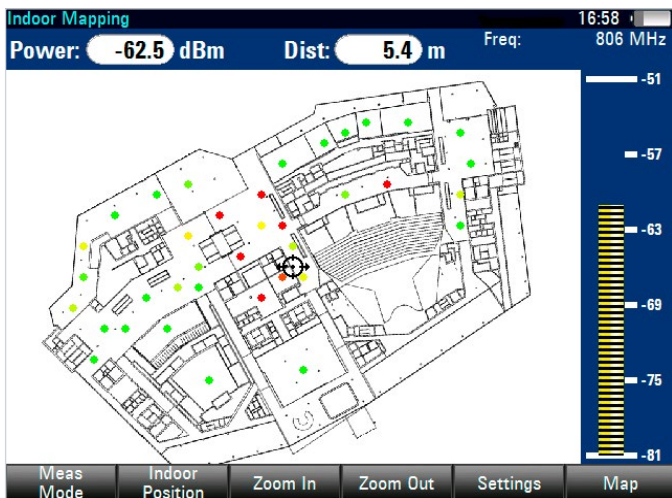 Indoor Mapping 16:58
Power: -62.5 dBm Dist: 5.4 m Freq: 806 MHz
-51
-57
-63
-69
-75
-81
Meas Mode
Indoor Position
Zoom In
Zoom Out
Settings
Map